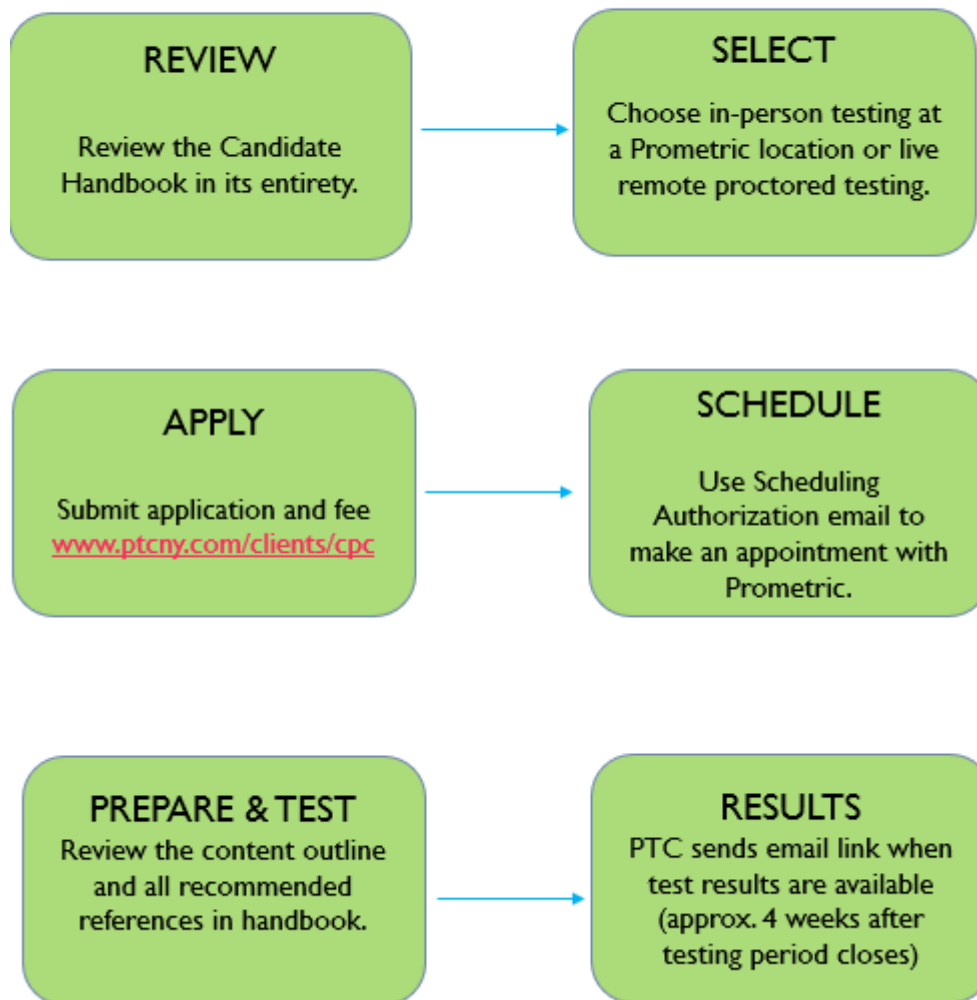 REVIEW
Review the Candidate
Handbook in its entirety.
SELECT
Choose in-person testing at
a Prometric location or live
remote proctored testing.
APPLY
Submit application and fee
www.ptcny.com/clients/cpc
SCHEDULE
Use Scheduling
Authorization email to
make an appointment with
Prometric.
PREPARE & TEST
Review the content outline
and all recommended
references in handbook.
RESULTS
PTC sends email link when
test results are available
(approx. 4 weeks after
testing period closes)